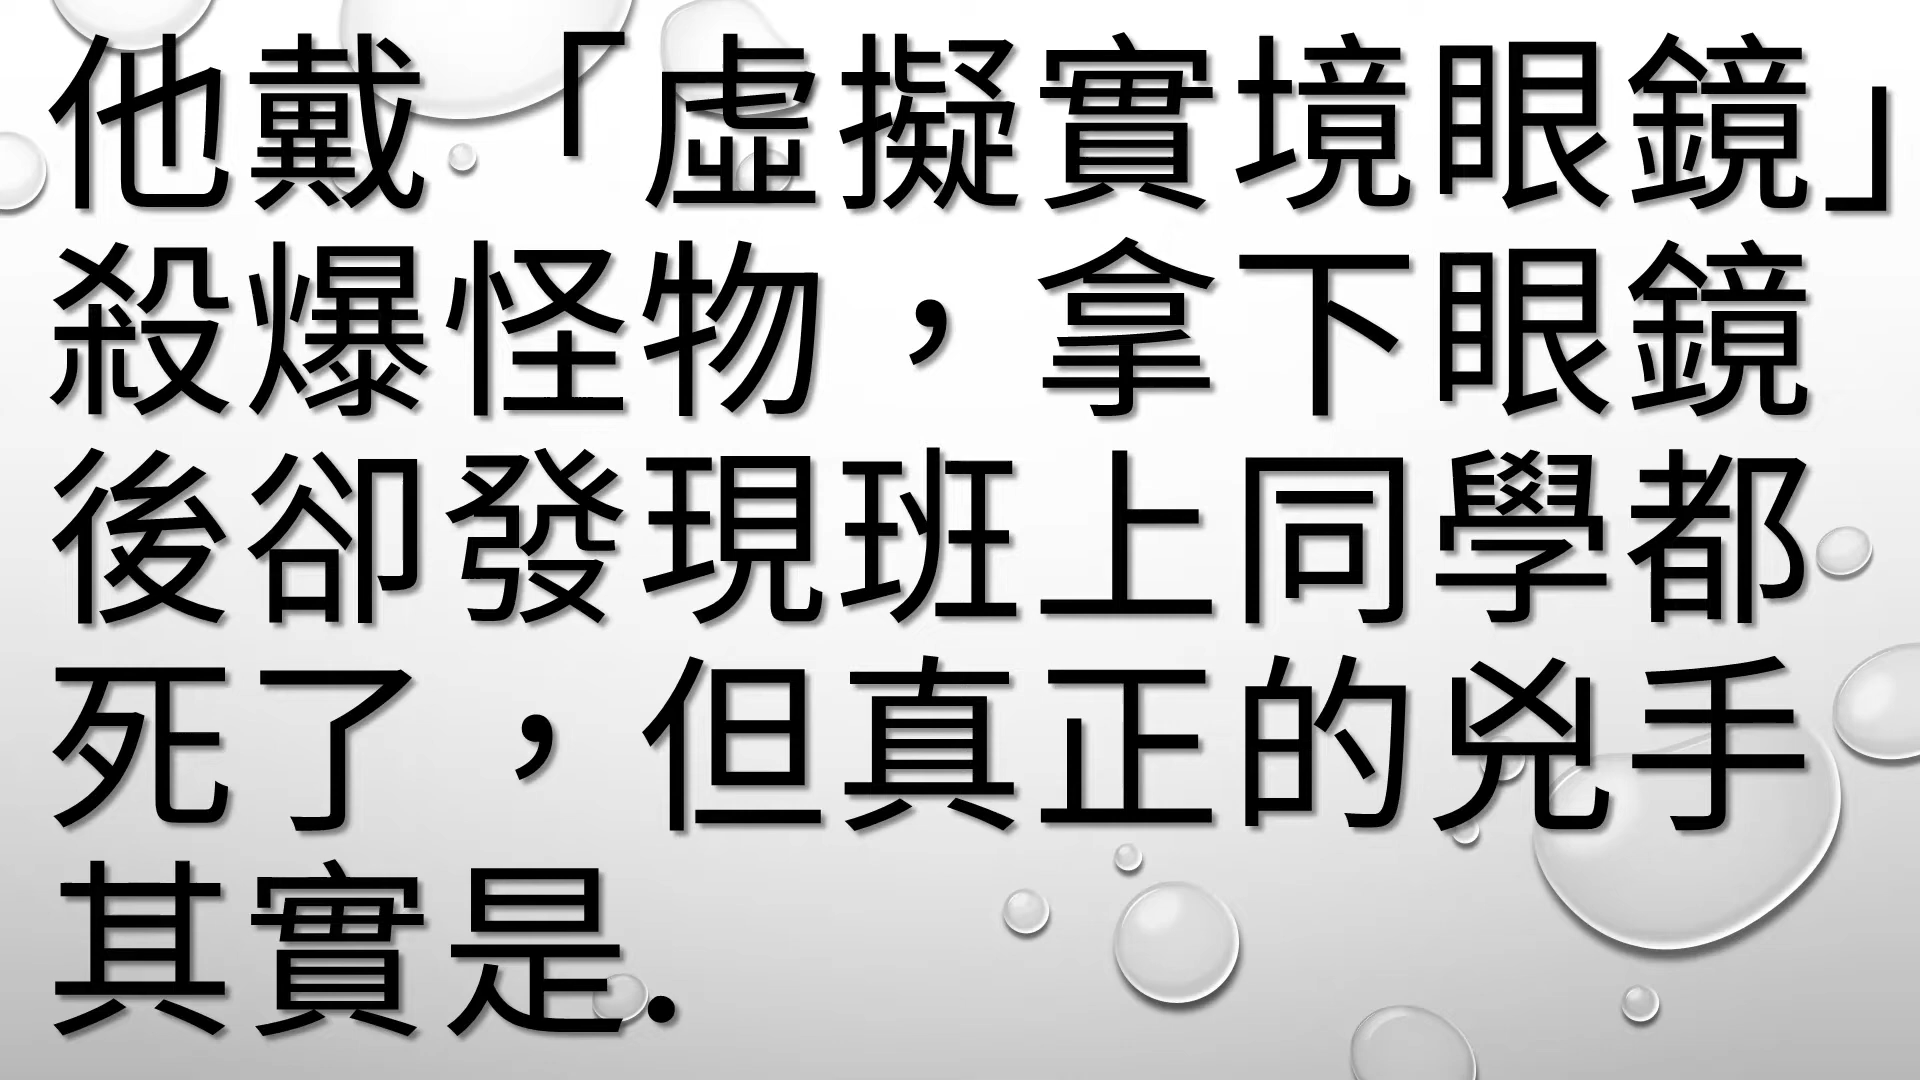 他戴「虛擬實境眼鏡」
殺爆怪物，拿下眼鏡
後卻發現班上同學都
死了，但真正的兇手
其實是.